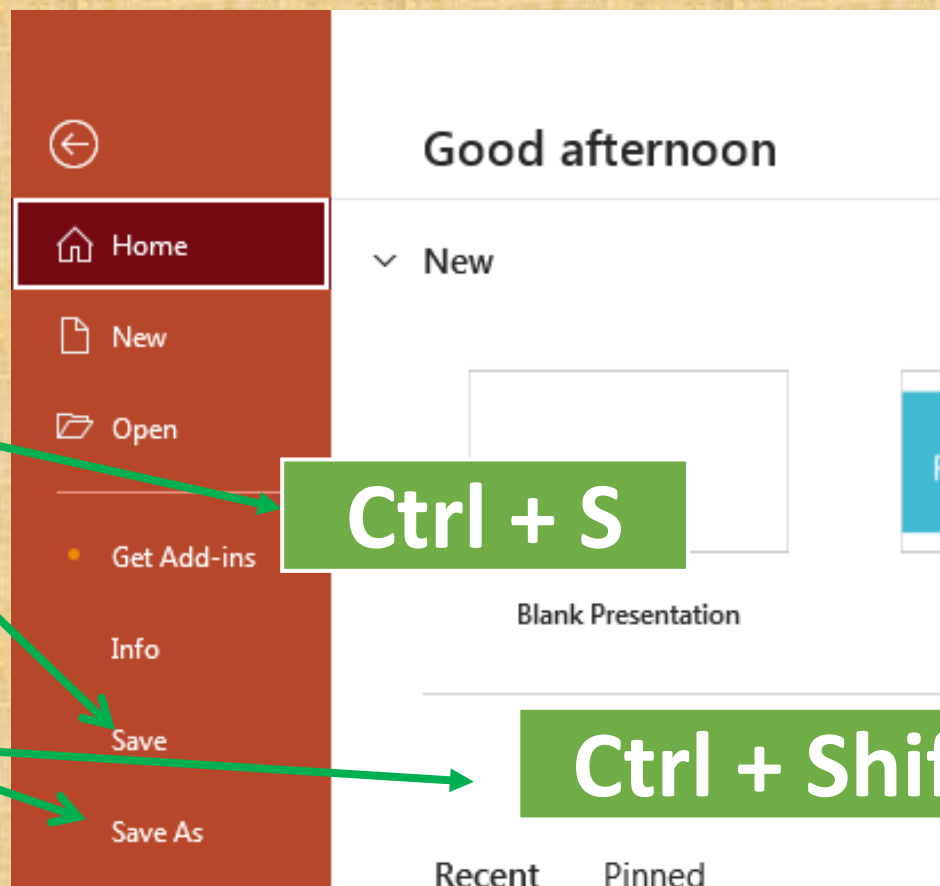 Good afternoon
Home
New
New
Open
Ctrl + S
Get Add-ins
Blank Presentation
Info
Save
Ctrl +
Save As
Recent Pinned